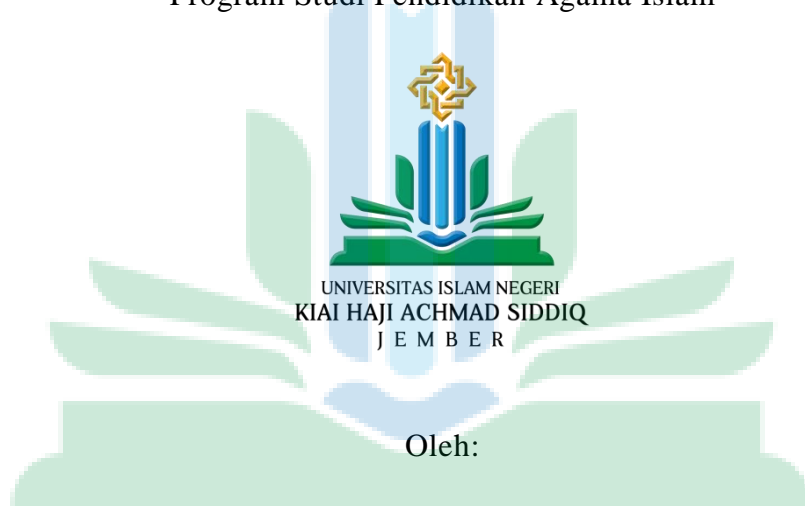 Program Studi Pendidikan Agama Islam
UNIVERSITAS ISLAM NEGERI
KIAI HAJI ACHMAD SIDDIQ
J E M B E R
Oleh: